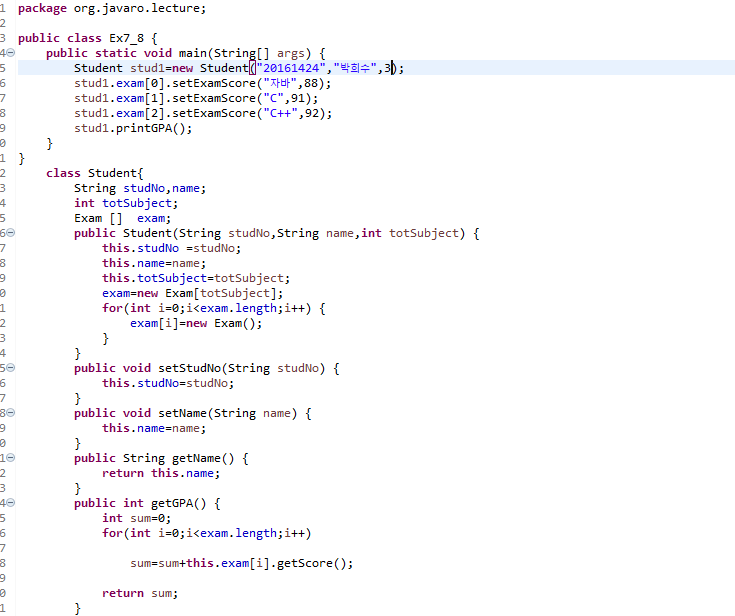 1 package org.javaro.lecture;
2
3 public class Ex7_8 {
4 public static void main(String[] args) {
5 Student stud1=new Student("20161424","박희수",3);
6 stud1.exam[0].setExamScore("자바",88);
7 stud1.exam[1].setExamScore("C",91);
8 stud1.exam[2].setExamScore("C++",92);
9 stud1.printGPA();
0 }
1 }
2 class Student{
3 String studNo,name;
4 int totSubject;
5 Exam [] exam;
6 public Student(String studNo,String name,int totSubject) {
7 this.studNo =studNo;
8 this.name=name;
9 this.totSubject=totSubject;
0 exam=new Exam[totSubject];
1 for(int i=0;i<exam.length;i++) {
2 exam[i]=new Exam();
3 }
4 }
5 public void setStudNo(String studNo) {
6 this.studNo=studNo;
7 }
8 public void setName(String name) {
9 this.name=name;
0 }
1 public String getName() {
2 return this.name;
3 }
4 public int getGPA() {
5 int sum=0;
6 for(int i=0;i<exam.length;i++)
7
8 sum=sum+this.exam[i].getScore();
9
0 return sum;
1 }